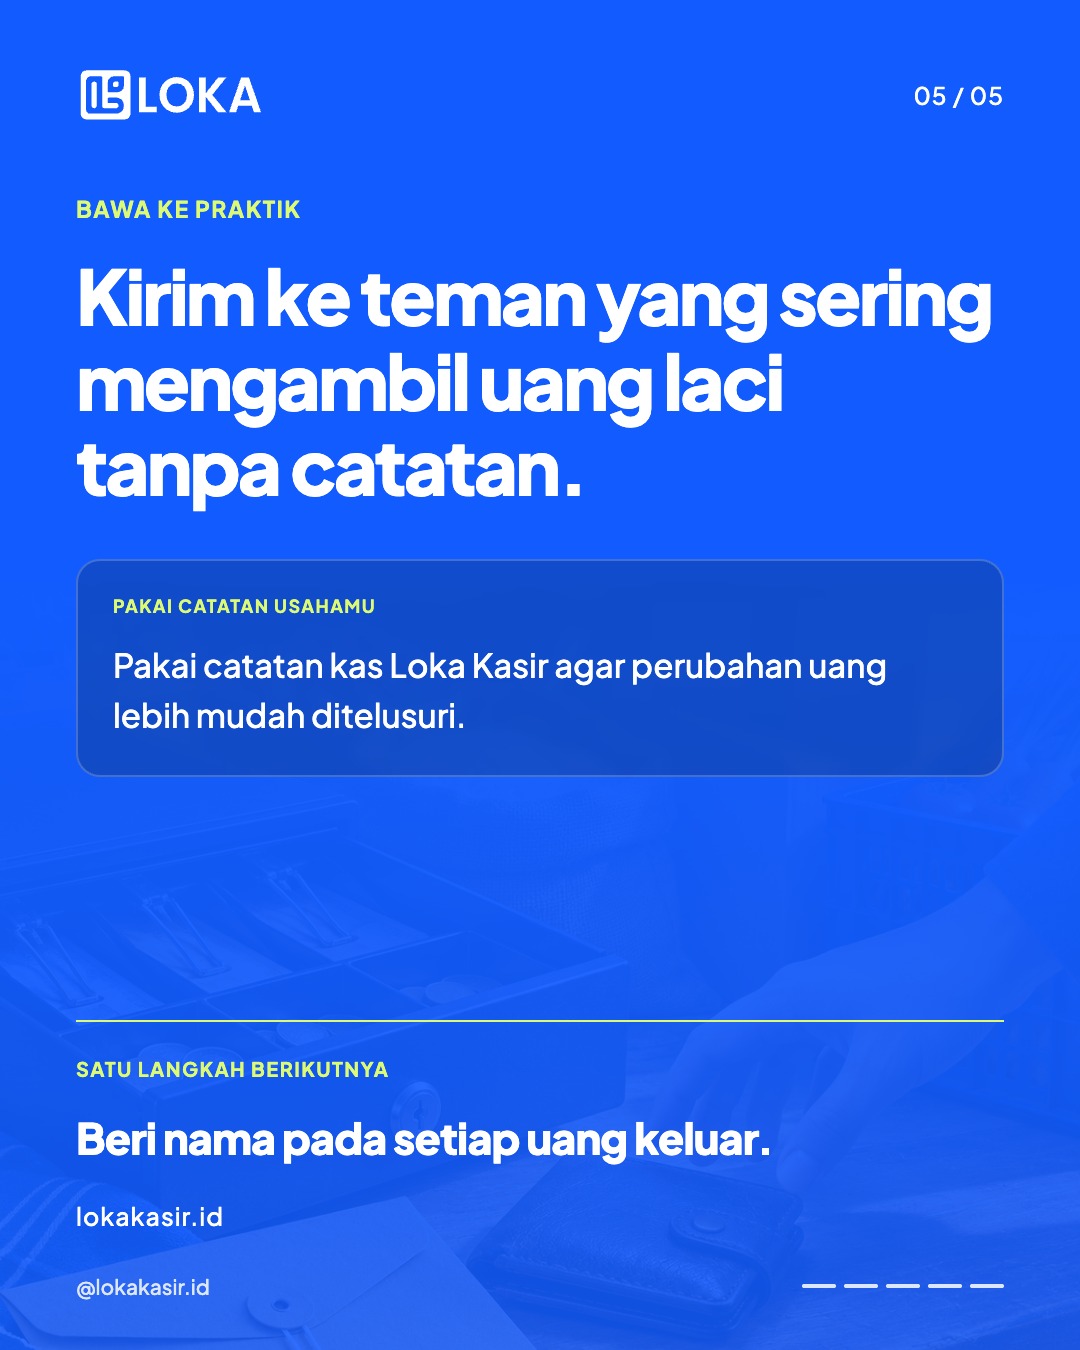 LOKA
05 / 05
BAWA KE PRAKTIK
Kirim ke teman yang sering
mengambil uang laci
tanpa catatan.
PAKAI CATATAN USAHAMU
Pakai catatan kas Loka Kasir agar perubahan uang
lebih mudah ditelusuri.
SATU LANGKAH BERIKUTNYA
Beri nama pada setiap uang keluar.
lokakasir.id
@lokakasir.id